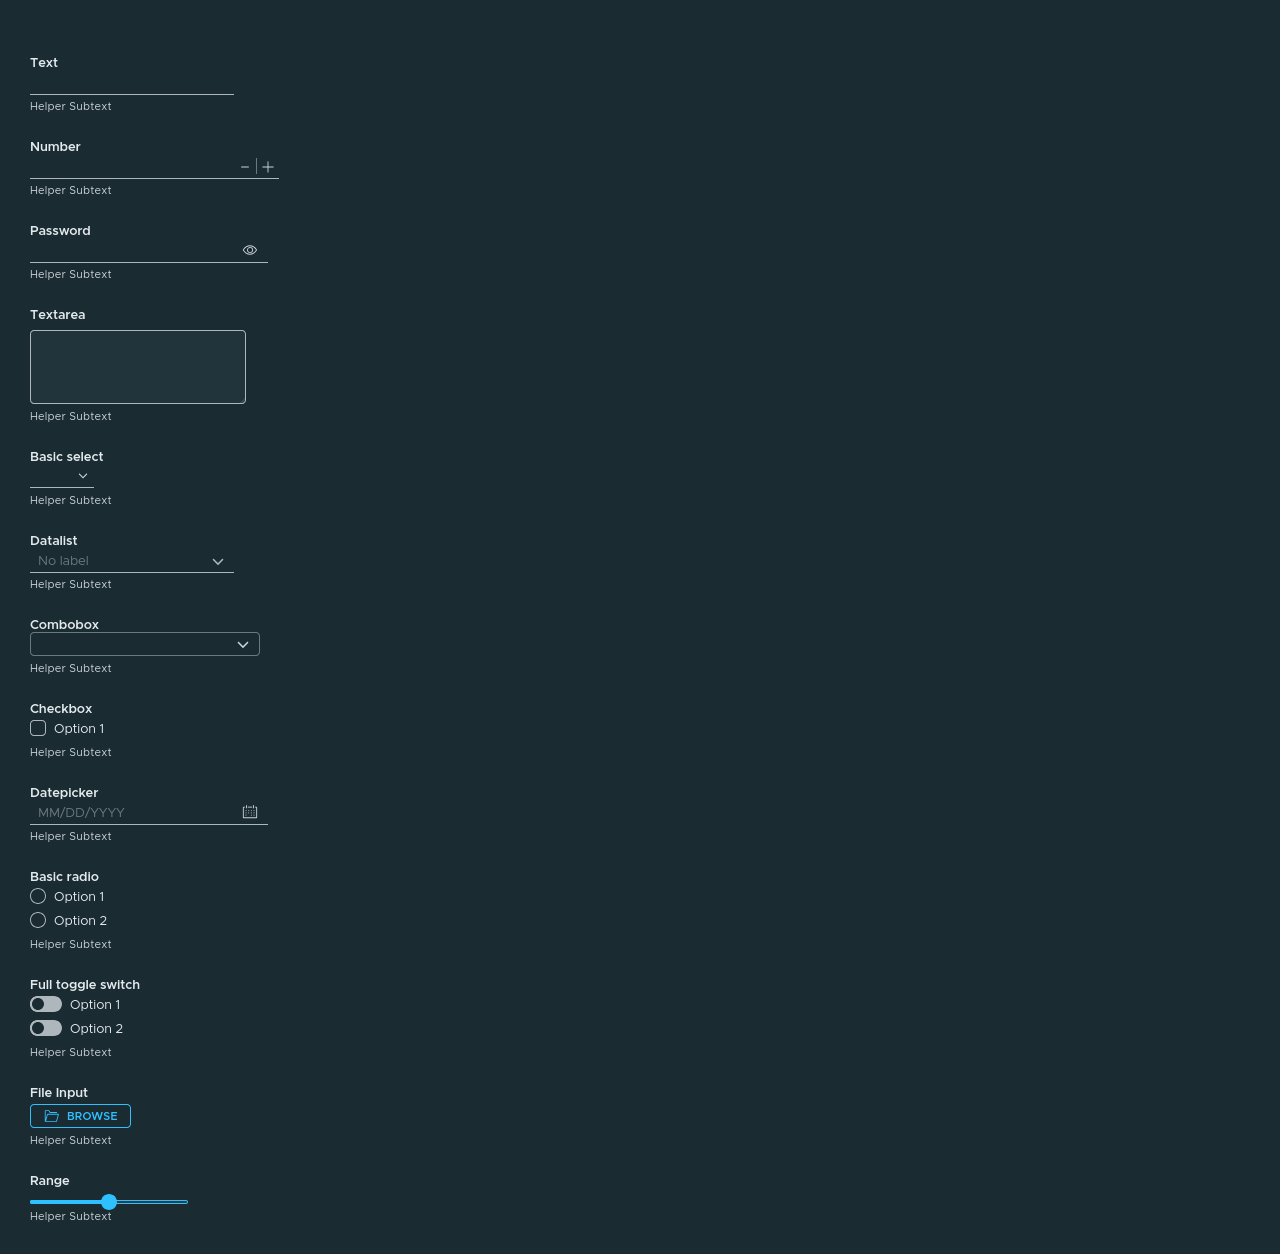 Text
Helper Subtext
Number
Helper Subtext
Password
Helper Subtext
Textarea
Helper Subtext
Basic select
Helper Subtext
Datalist
No label
Helper Subtext
Combobox
Helper Subtext
Checkbox
Option 1
Helper Subtext
Datepicker
MM/DD/YYYY
Helper Subtext
Basic radio
Option 1
Option 2
Helper Subtext
Full toggle switch
Option 1
Option 2
Helper Subtext
File Input
BROWSE
Helper Subtext
Range
Helper Subtext